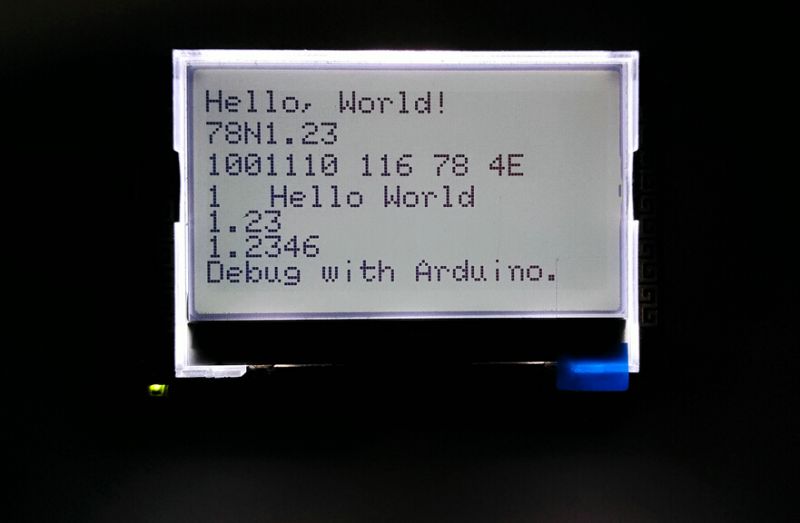 Hello, World!
78N1.23
1001110 116 78 4E
1   Hello World
1.23
1.2346
Debug with Arduino.